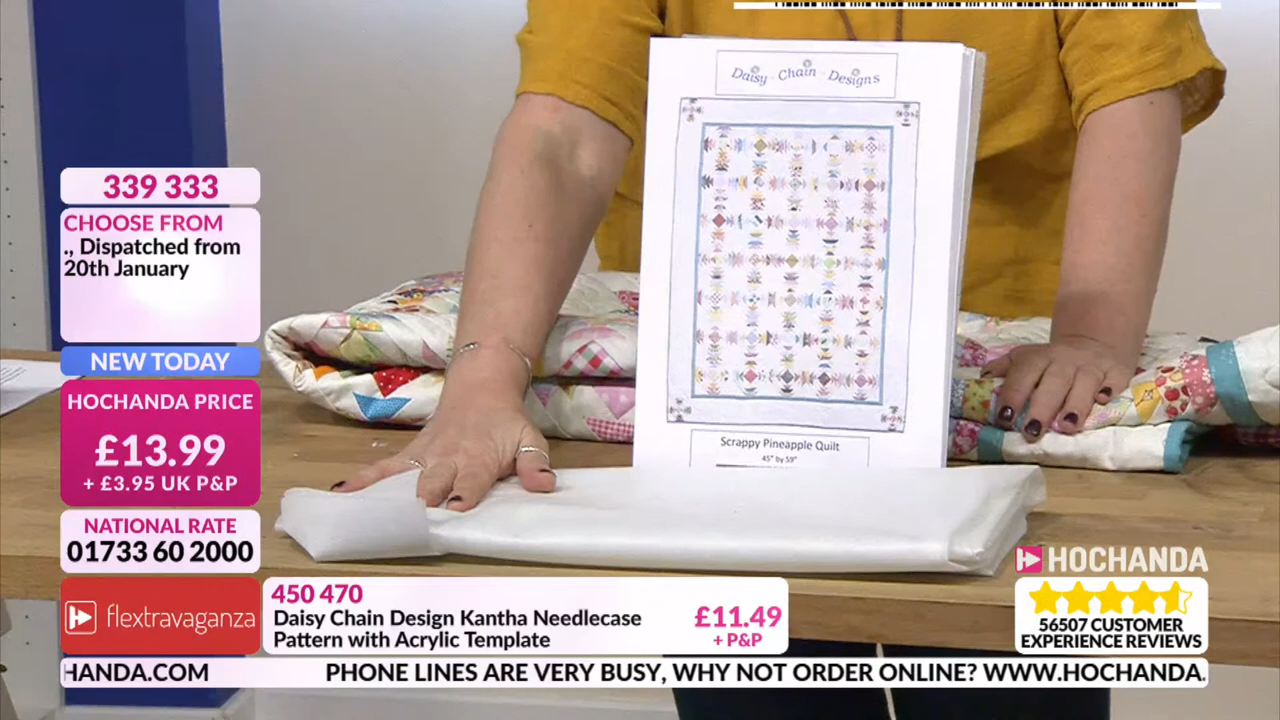 Daisy - Chain - Designs
Scrappy Pineapple Quilt
45" by 59"
339 333
CHOOSE FROM
., Dispatched from
20th January
NEW TODAY
HOCHANDA PRICE
£13.99
+ £3.95 UK P&P
NATIONAL RATE
01733 60 2000
flextravaganza
450 470
Daisy Chain Design Kantha Needlecase
Pattern with Acrylic Template
£11.49
+ P&P
HOCHANDA
56507 CUSTOMER
EXPERIENCE REVIEWS
HANDA.COM PHONE LINES ARE VERY BUSY, WHY NOT ORDER ONLINE? WWW.HOCHANDA.